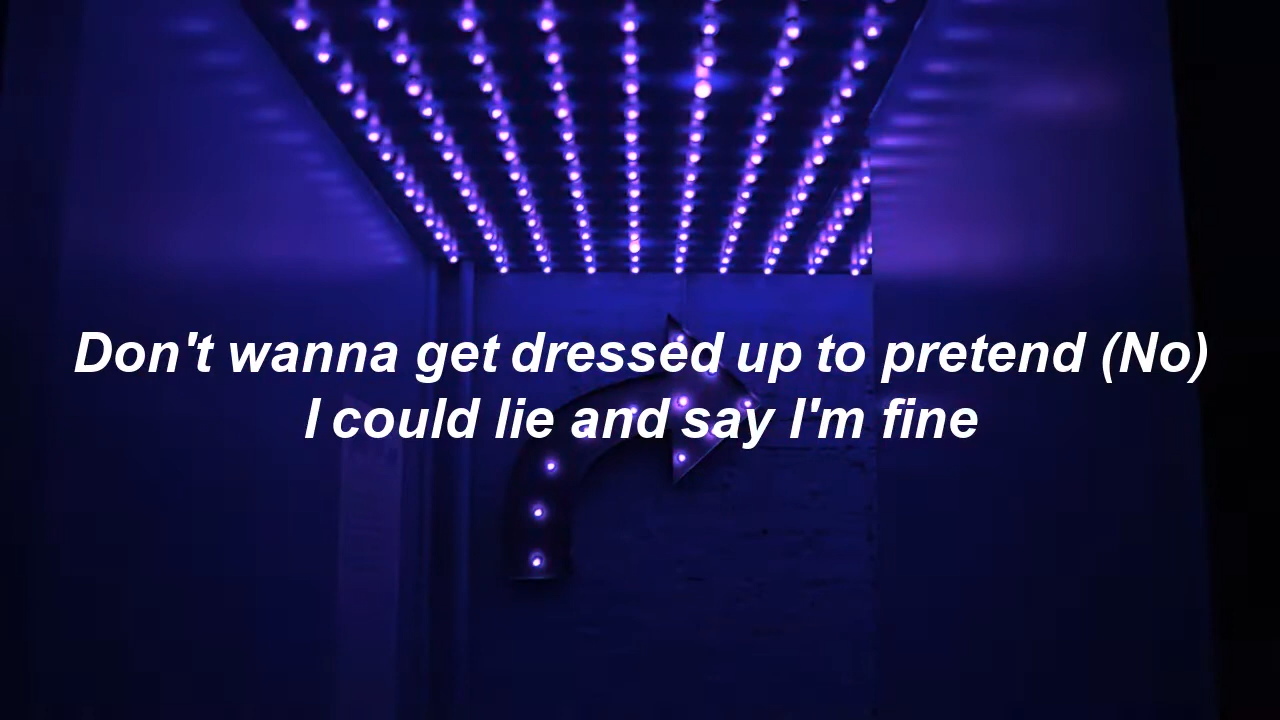 Don't wanna get dressed up to pretend (No)
I could lie and say I'm fine